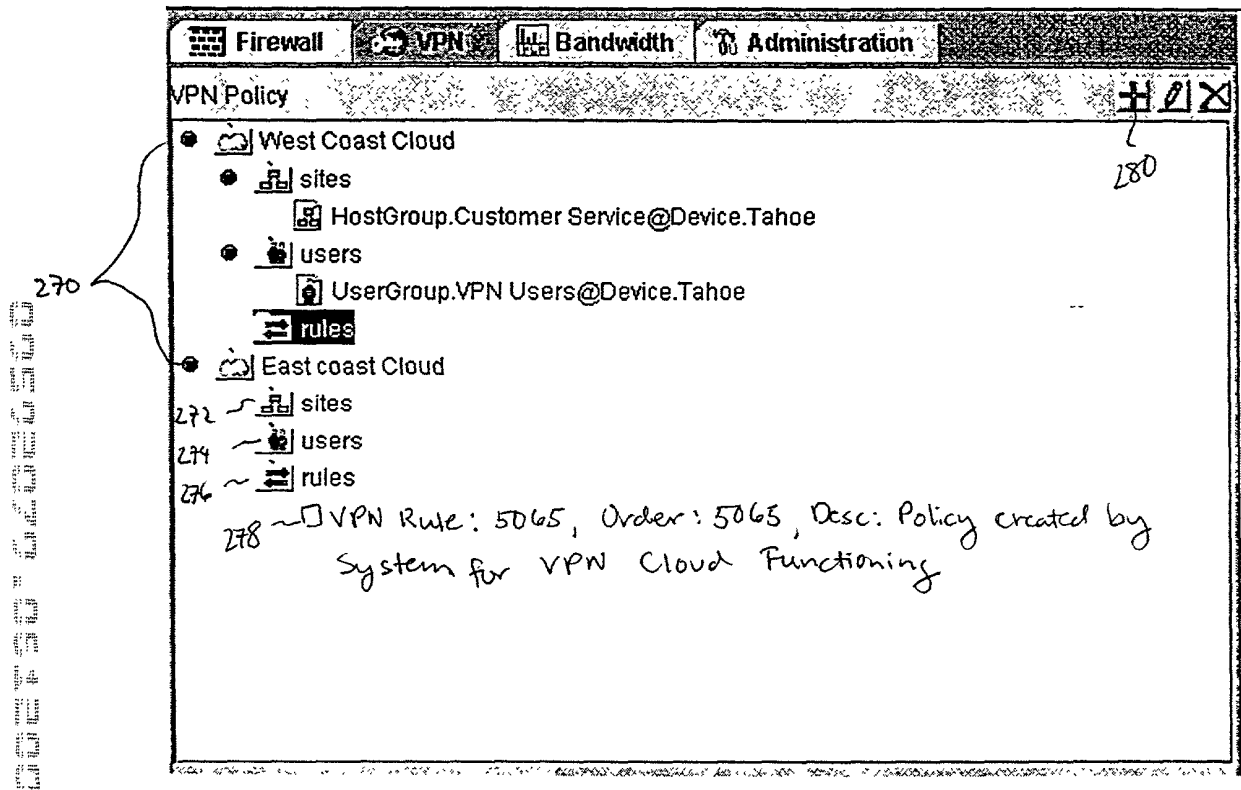 Firewall VPN Bandwidth Administration
VPN Policy
West Coast Cloud
280
sites
HostGroup.Customer Service@Device.Tahoe
users
270
UserGroup.VPN Users@Device.Tahoe
rules
East coast Cloud
272 sites
274 users
276 rules
278 VPN Rule: 5065, Order: 5065, Desc: Policy created by
System for VPN Cloud Functioning